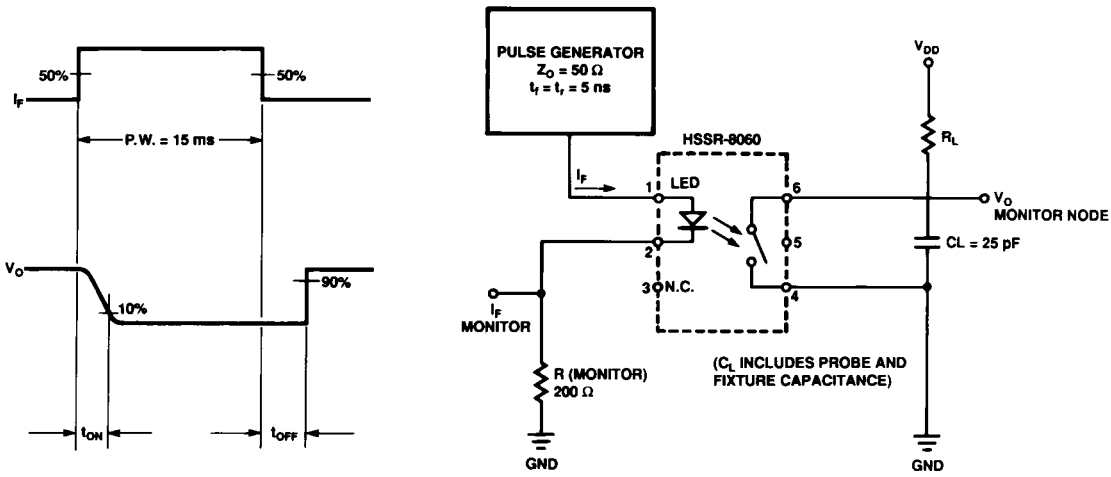 50%
50%
I_F
P.W. = 15 ms
V_O
90%
10%
t_ON
t_OFF
PULSE GENERATOR
Z_O = 50 Ω
t_f = t_r = 5 ns
I_F
HSSR-8060
LED
1
2
3
N.C.
6
5
4
I_F
MONITOR
R (MONITOR)
200 Ω
GND
V_DD
R_L
V_O
MONITOR NODE
CL = 25 pF
(C_L INCLUDES PROBE AND
FIXTURE CAPACITANCE)
GND